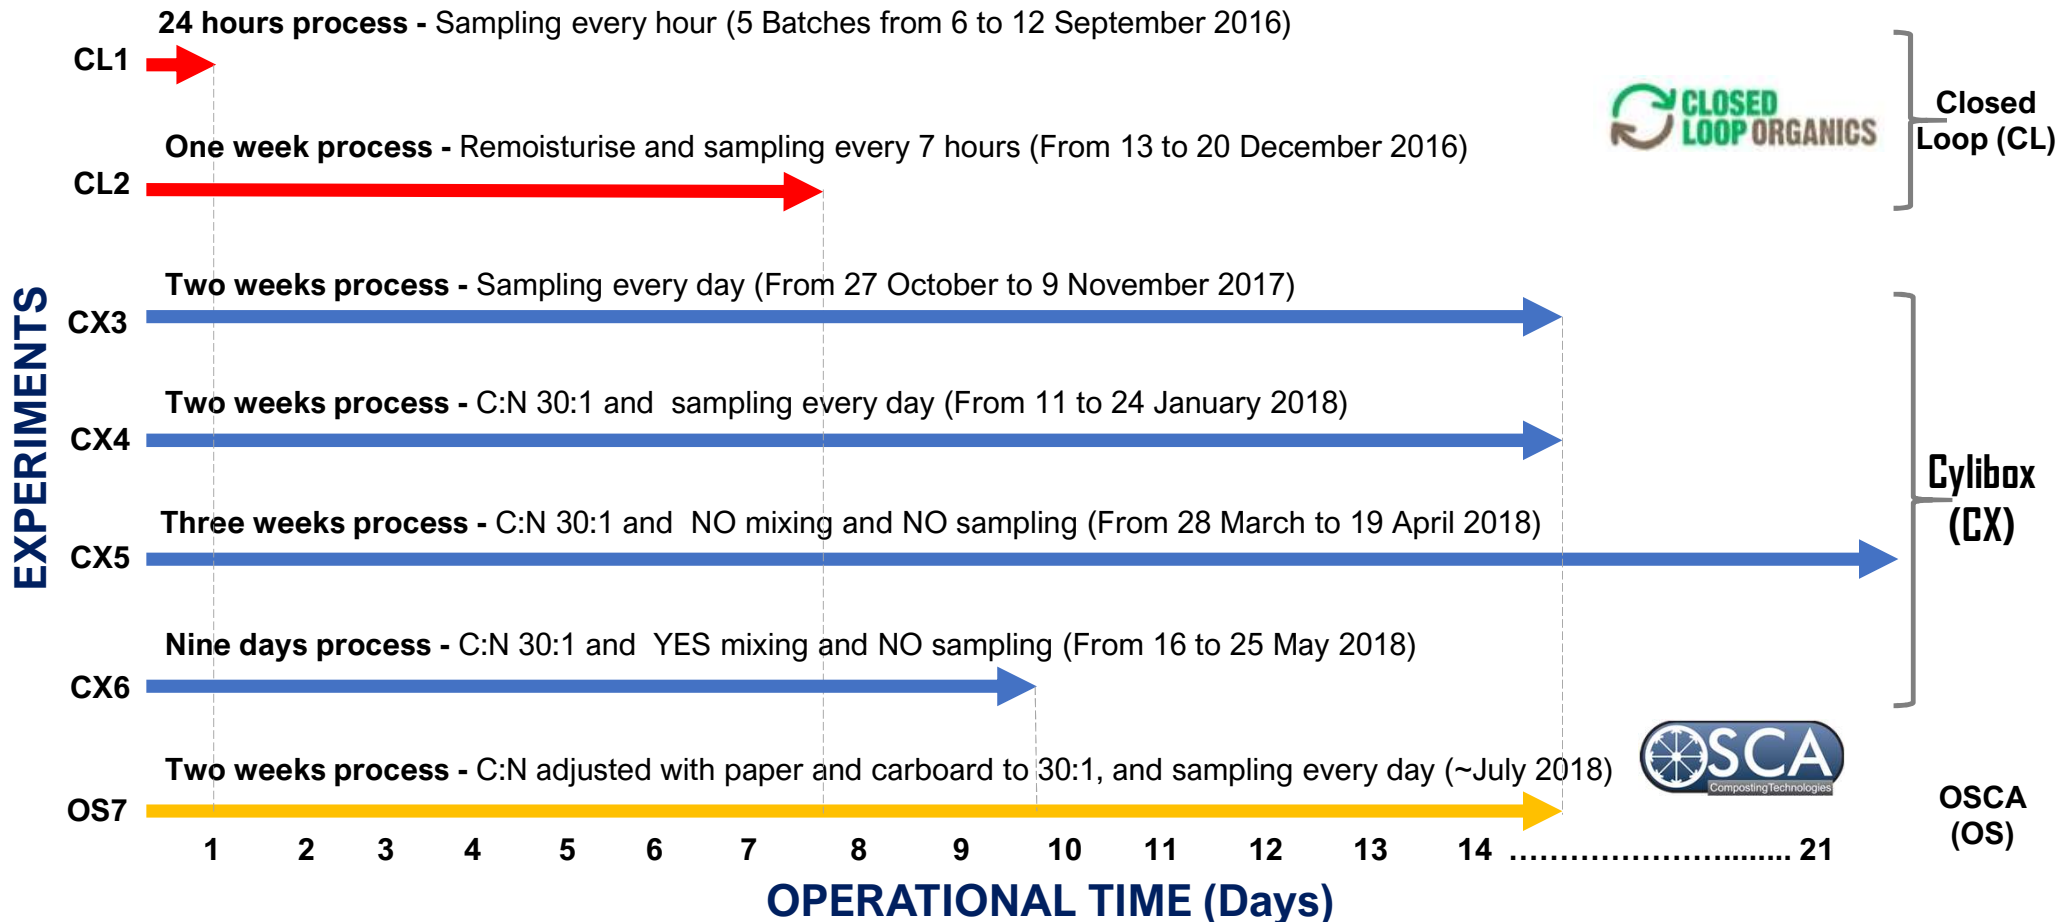 24 hours process - Sampling every hour (5 Batches from 6 to 12 September 2016)
CL1
CLOSED
LOOP ORGANICS
Closed
Loop (CL)
One week process - Remoisturise and sampling every 7 hours (From 13 to 20 December 2016)
CL2
EXPERIMENTS
Two weeks process - Sampling every day (From 27 October to 9 November 2017)
CX3
Two weeks process - C:N 30:1 and  sampling every day (From 11 to 24 January 2018)
CX4
Cylibox
(CX)
Three weeks process - C:N 30:1 and  NO mixing and NO sampling (From 28 March to 19 April 2018)
CX5
Nine days process - C:N 30:1 and  YES mixing and NO sampling (From 16 to 25 May 2018)
CX6
OSCA
CompostingTechnologies
Two weeks process - C:N adjusted with paper and carboard to 30:1, and sampling every day (~July 2018)
OS7
OSCA
(OS)
1 2 3 4 5 6 7 8 9 10 11 12 13 14 ............................ 21
OPERATIONAL TIME (Days)